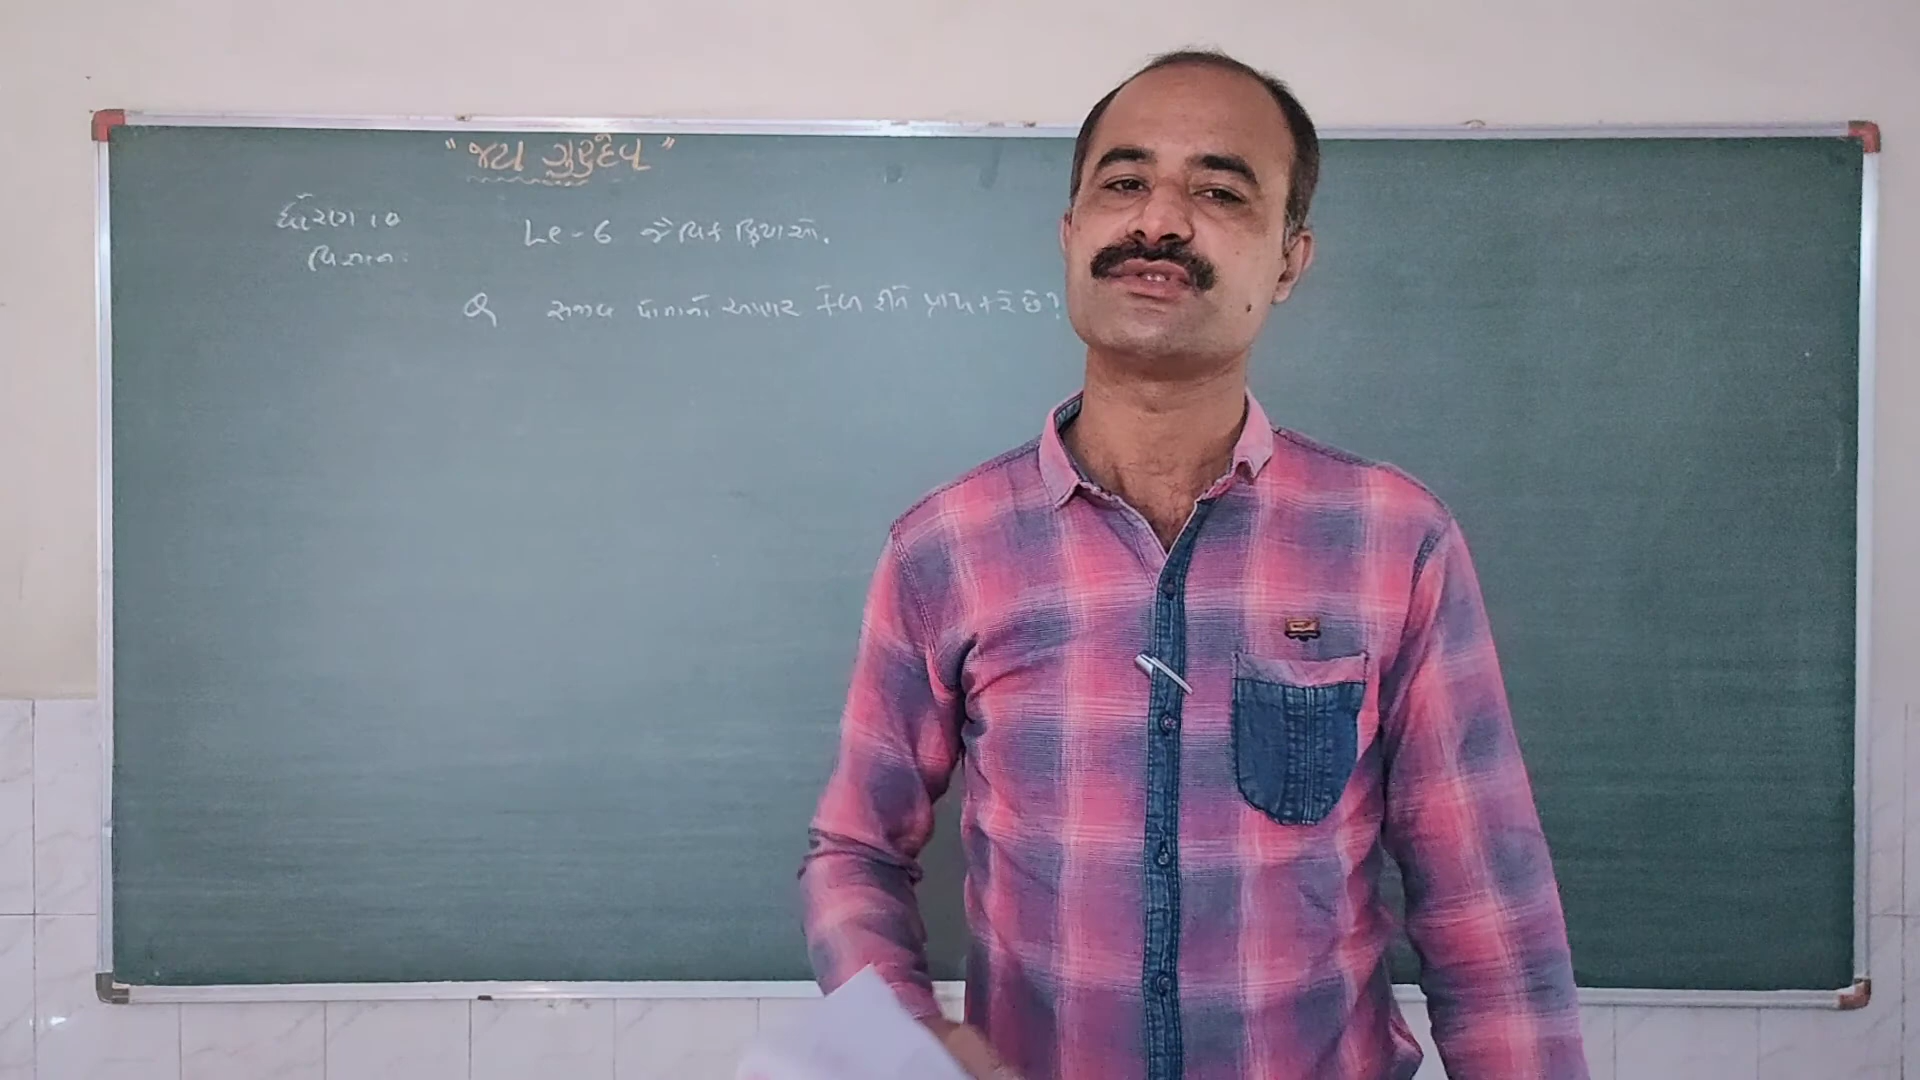 "જય ગુરુદેવ"
ધોરણ 10
Le - 6 જૈવિક ક્રિયાઓ.
વિજ્ઞાન:
Q સજીવ પોતાનો આહાર કેવી રીતે પ્રાપ્ત કરે છે?